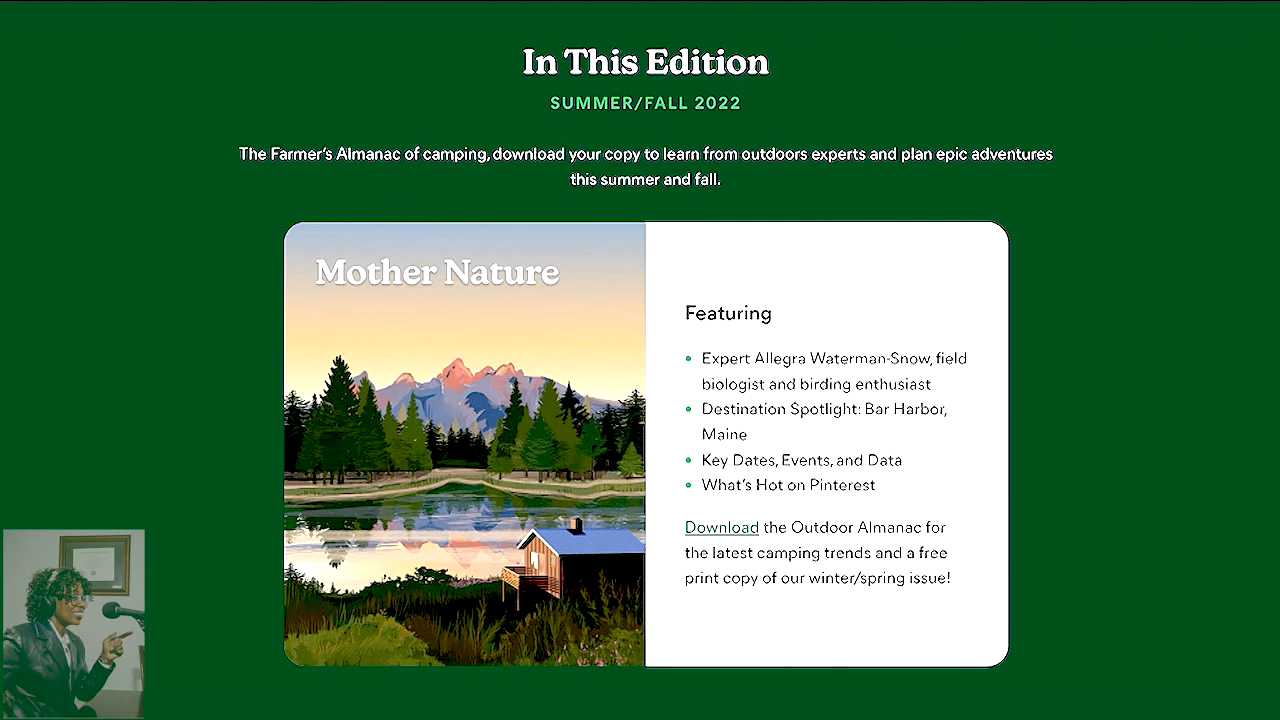 In This Edition
SUMMER/FALL 2022
The Farmer's Almanac of camping, download your copy to learn from outdoors experts and plan epic adventures
this summer and fall.
Mother Nature
Featuring
Expert Allegra Waterman-Snow, field
biologist and birding enthusiast
Destination Spotlight: Bar Harbor,
Maine
Key Dates, Events, and Data
What's Hot on Pinterest
Download the Outdoor Almanac for
the latest camping trends and a free
print copy of our winter/spring issue!